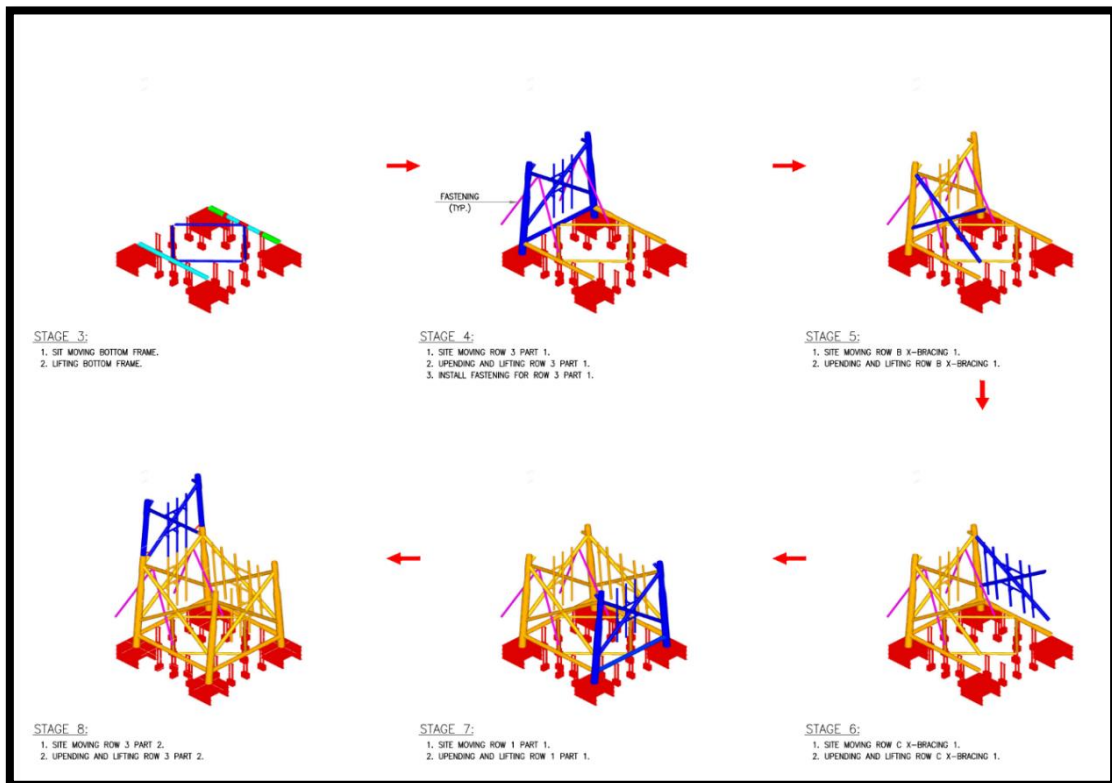 STAGE 3:
1. SIT MOVING BOTTOM FRAME.
2. LIFTING BOTTOM FRAME.
FASTENING
(TYP.)
STAGE 4:
1. SITE MOVING ROW 3 PART 1.
2. UPENDING AND LIFTING ROW 3 PART 1.
3. INSTALL FASTENING FOR ROW 3 PART 1.
STAGE 5:
1. SITE MOVING ROW B X-BRACING 1.
2. UPENDING AND LIFTING ROW B X-BRACING 1.
STAGE 8:
1. SITE MOVING ROW 3 PART 2.
2. UPENDING AND LIFTING ROW 3 PART 2.
STAGE 7:
1. SITE MOVING ROW 1 PART 1.
2. UPENDING AND LIFTING ROW 1 PART 1.
STAGE 6:
1. SITE MOVING ROW C X-BRACING 1.
2. UPENDING AND LIFTING ROW C X-BRACING 1.